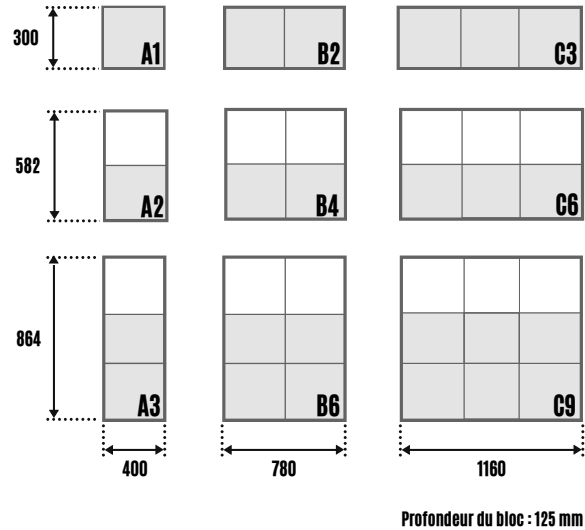 300
A1
B2
C3
582
A2
B4
C6
864
A3
B6
C9
400
780
1160
Profondeur du bloc : 125 mm